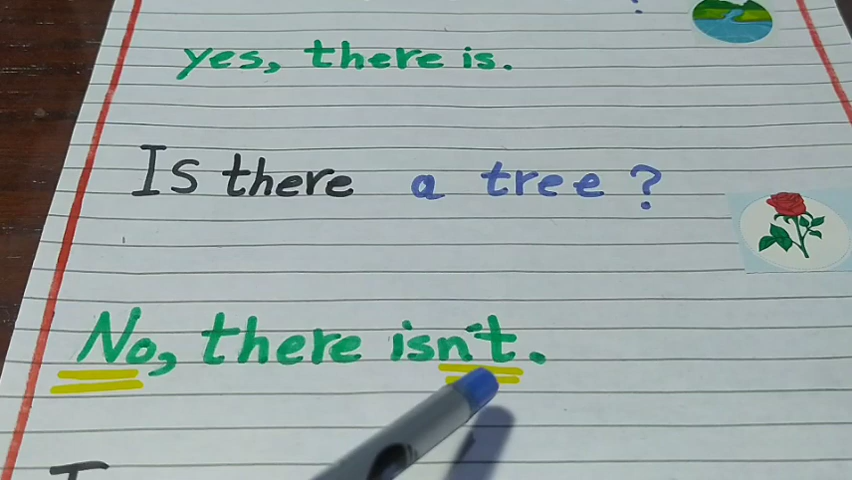 yes, there is.
Is there a tree?
No, there isn't.
I